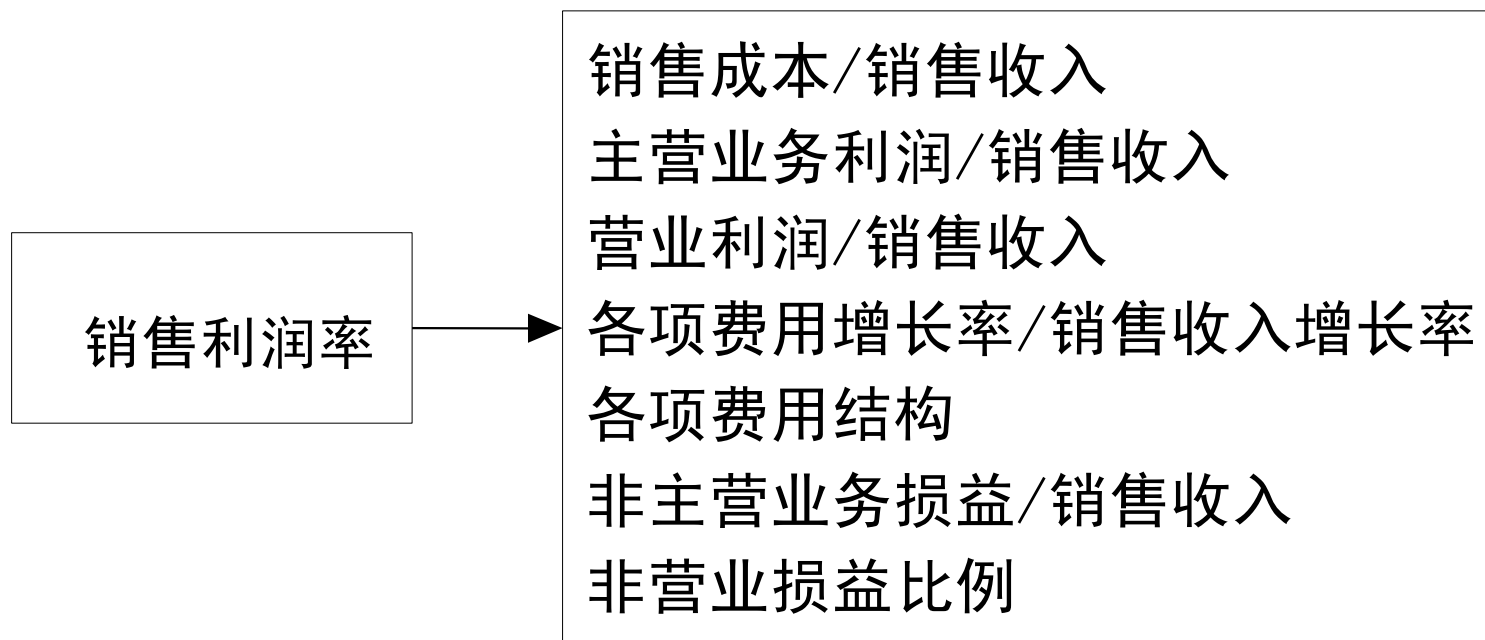 销售利润率
销售成本/销售收入
主营业务利润/销售收入
营业利润/销售收入
各项费用增长率/销售收入增长率
各项费用结构
非主营业务损益/销售收入
非营业损益比例